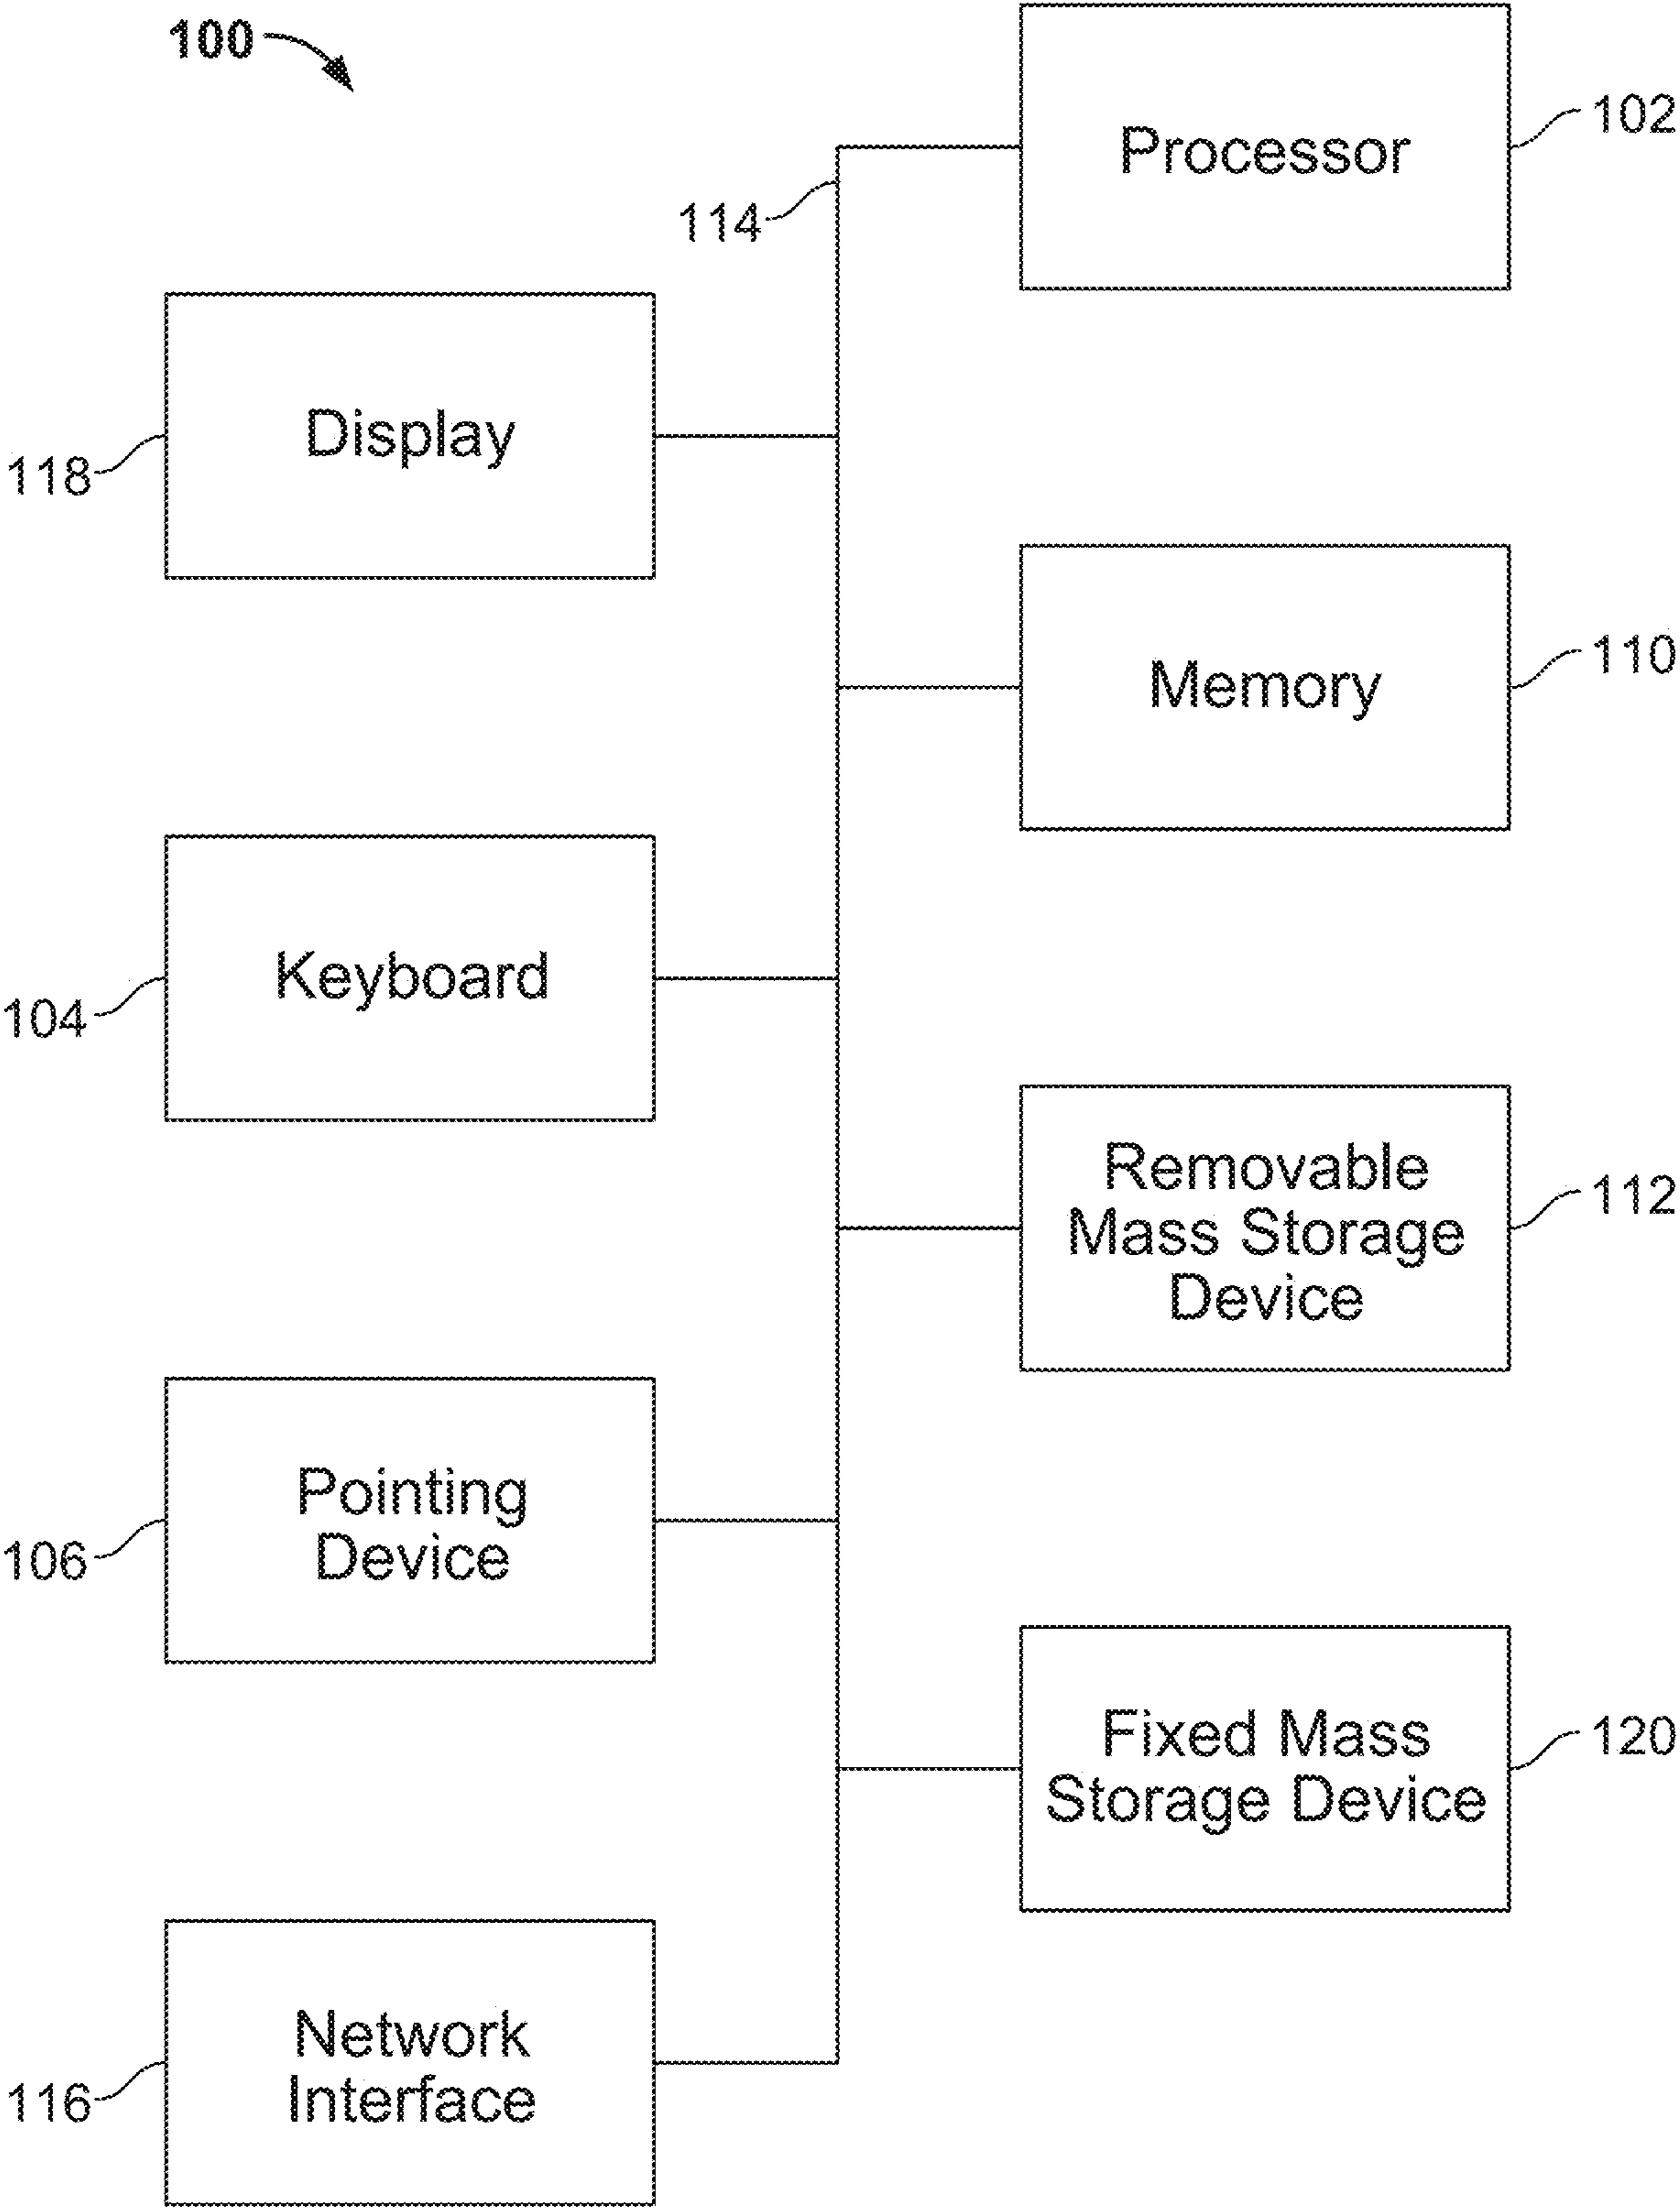 100
Processor
102
114
Display
118
Memory
110
Keyboard
104
Removable
Mass Storage
Device
112
Pointing
Device
106
Fixed Mass
Storage Device
120
Network
Interface
116